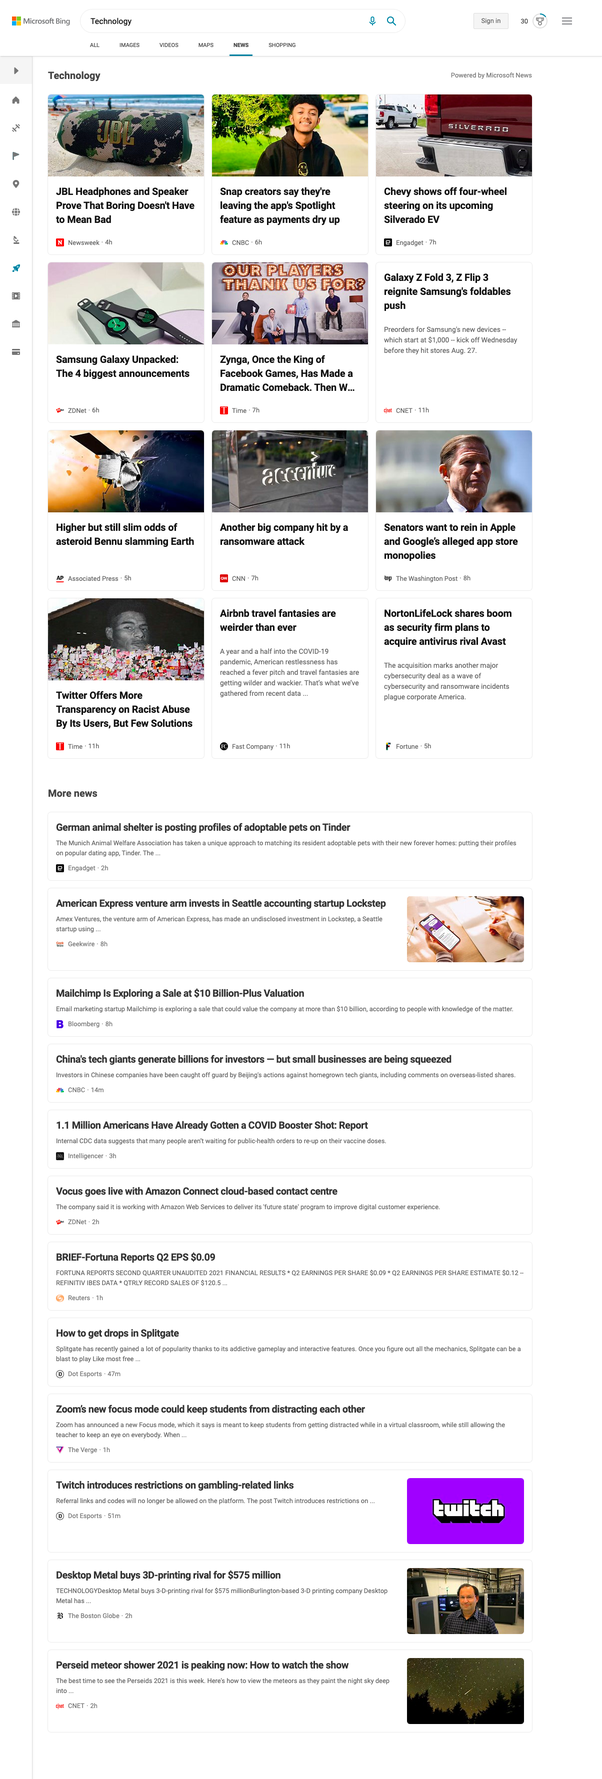 Microsoft Bing
Technology
Sign in
30
ALL
IMAGES
VIDEOS
MAPS
NEWS
SHOPPING
Technology
Powered by Microsoft News
JBL
JBL Headphones and Speaker
Prove That Boring Doesn't Have
to Mean Bad
Newsweek · 4h
Snap creators say they're
leaving the app's Spotlight
feature as payments dry up
CNBC · 6h
SILVERADO
Chevy shows off four-wheel
steering on its upcoming
Silverado EV
Engadget · 7h
Samsung Galaxy Unpacked:
The 4 biggest announcements
ZDNet · 6h
OUR PLAYERS
THANK US FOR?
Zynga, Once the King of
Facebook Games, Has Made a
Dramatic Comeback. Then W...
Time · 7h
Galaxy Z Fold 3, Z Flip 3
reignite Samsung's foldables
push
Preorders for Samsung's new devices –
which start at $1,000 – kick off Wednesday
before they hit stores Aug. 27.
CNET · 11h
Higher but still slim odds of
asteroid Bennu slamming Earth
Associated Press · 5h
accenture
Another big company hit by a
ransomware attack
CNN · 7h
Senators want to rein in Apple
and Google's alleged app store
monopolies
The Washington Post · 8h
Twitter Offers More
Transparency on Racist Abuse
By Its Users, But Few Solutions
Time · 11h
Airbnb travel fantasies are
weirder than ever
A year and a half into the COVID-19
pandemic, American restlessness has
reached a fever pitch and travel fantasies are
getting wilder and wackier. That's what we've
gathered from recent data ...
Fast Company · 11h
NortonLifeLock shares boom
as security firm plans to
acquire antivirus rival Avast
The acquisition marks another major
cybersecurity deal as a wave of
cybersecurity and ransomware incidents
plague corporate America.
Fortune · 5h
More news
German animal shelter is posting profiles of adoptable pets on Tinder
The Munich Animal Welfare Association has taken a unique approach to matching its resident adoptable pets with their new forever homes: putting their profiles
on popular dating app, Tinder. The ...
Engadget · 2h
American Express venture arm invests in Seattle accounting startup Lockstep
Amex Ventures, the venture arm of American Express, has made an undisclosed investment in Lockstep, a Seattle
startup using ...
Geekwire · 8h
Mailchimp Is Exploring a Sale at $10 Billion-Plus Valuation
Email marketing startup Mailchimp is exploring a sale that could value the company at more than $10 billion, according to people with knowledge of the matter.
Bloomberg · 8h
China's tech giants generate billions for investors — but small businesses are being squeezed
Investors in Chinese companies have been caught off guard by Beijing's actions against homegrown tech giants, including comments on overseas-listed shares.
CNBC · 14m
1.1 Million Americans Have Already Gotten a COVID Booster Shot: Report
Internal CDC data suggests that many people aren't waiting for public-health orders to re-up on their vaccine doses.
Intelligencer · 3h
Vocus goes live with Amazon Connect cloud-based contact centre
The company said it is working with Amazon Web Services to deliver its 'future state' program to improve digital customer experience.
ZDNet · 2h
BRIEF-Fortuna Reports Q2 EPS $0.09
FORTUNA REPORTS SECOND QUARTER UNAUDITED 2021 FINANCIAL RESULTS * Q2 EARNINGS PER SHARE $0.09 * Q2 EARNINGS PER SHARE ESTIMATE $0.12 –
REFINITIV IBES DATA * QTRLY RECORD SALES OF $120.5 ...
Reuters · 1h
How to get drops in Splitgate
Splitgate has recently gained a lot of popularity thanks to its addictive gameplay and interactive features. Once you figure out all the mechanics, Splitgate can be a
blast to play Like most free ...
Dot Esports · 47m
Zoom's new focus mode could keep students from distracting each other
Zoom has announced a new Focus mode, which it says is meant to keep students from getting distracted while in a virtual classroom, while still allowing the
teacher to keep an eye on everybody. When ...
The Verge · 1h
Twitch introduces restrictions on gambling-related links
Referral links and codes will no longer be allowed on the platform. The post Twitch introduces restrictions on ...
Dot Esports · 51m
twitch
Desktop Metal buys 3D-printing rival for $575 million
TECHNOLOGYDesktop Metal buys 3-D-printing rival for $575 millionBurlington-based 3-D printing company Desktop
Metal has ...
The Boston Globe · 2h
Perseid meteor shower 2021 is peaking now: How to watch the show
The best time to see the Perseids 2021 is this week. Here's how to view the meteors as they paint the night sky deep
into ...
CNET · 2h